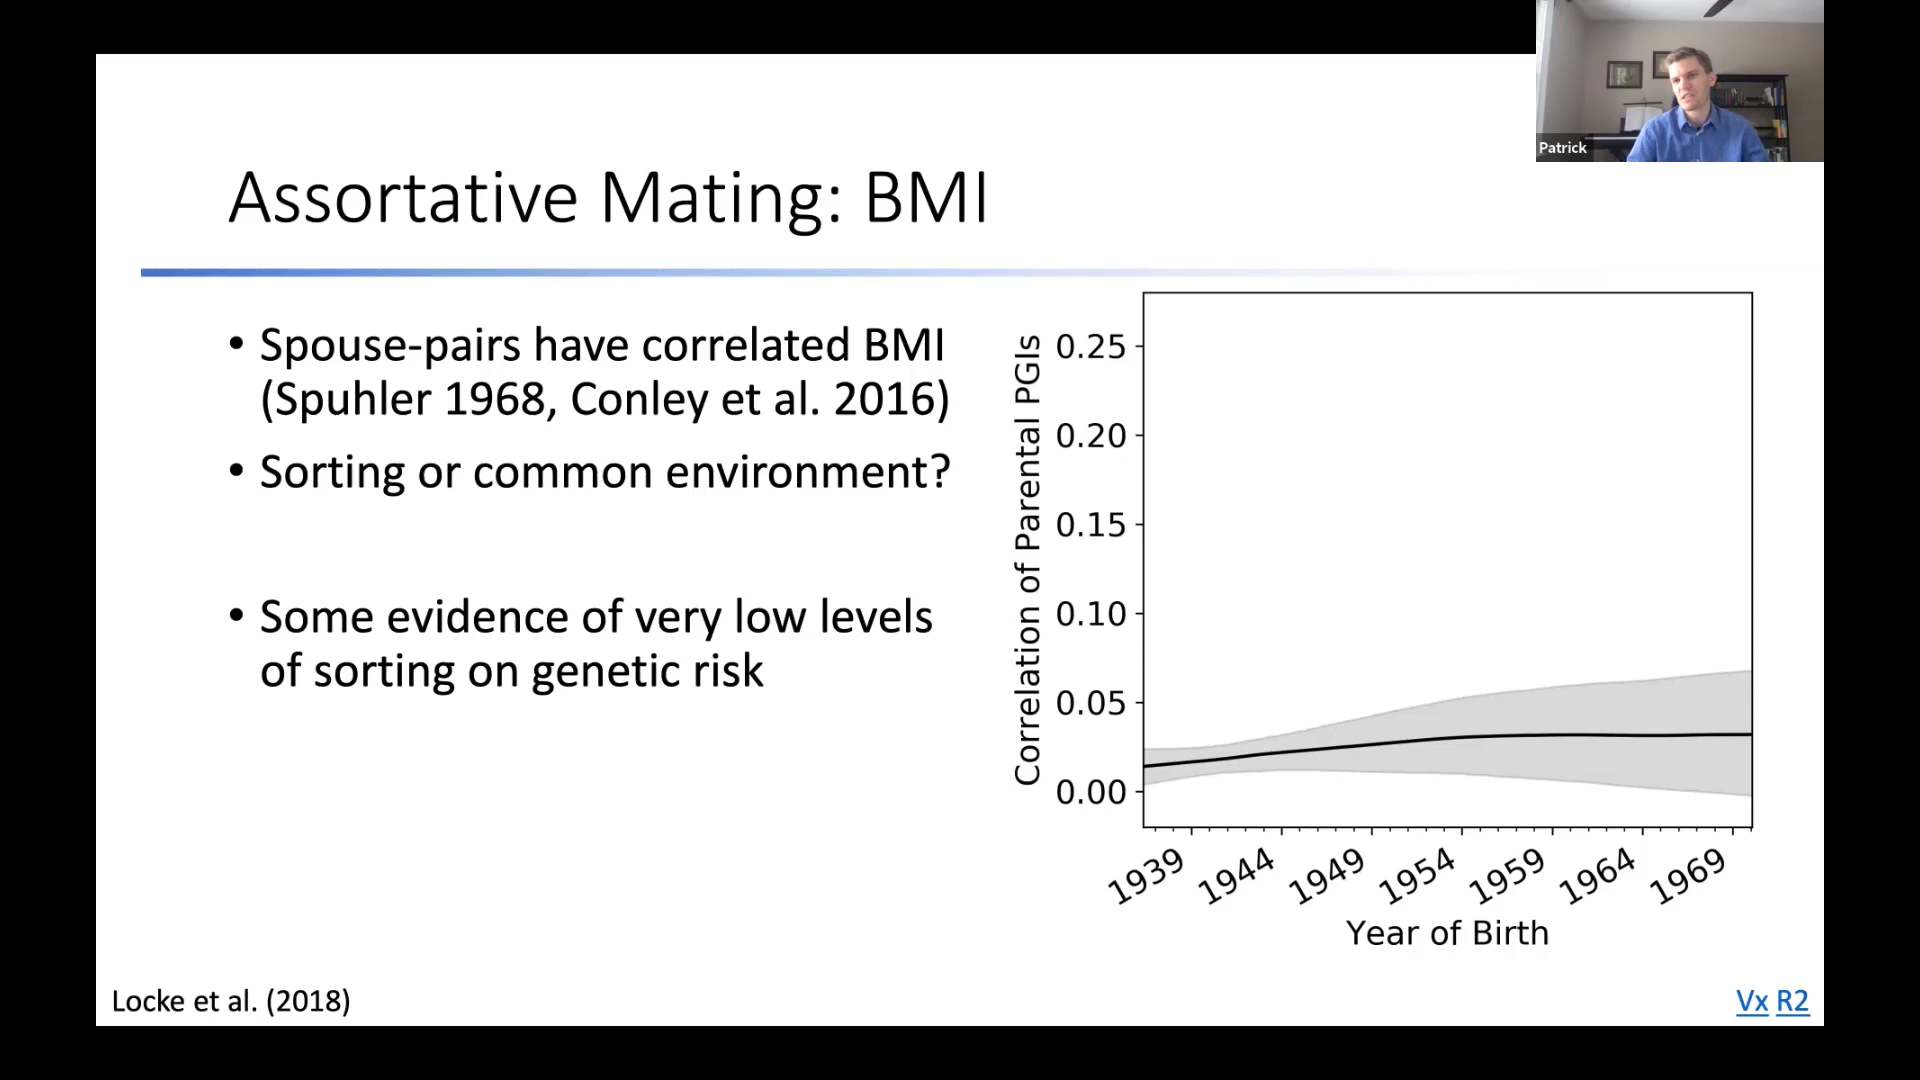 Patrick
Assortative Mating: BMI
• Spouse-pairs have correlated BMI
(Spuhler 1968, Conley et al. 2016)
• Sorting or common environment?
• Some evidence of very low levels
of sorting on genetic risk
Correlation of Parental PGIs
0.25
0.20
0.15
0.10
0.05
0.00
1939
1944
1949
1954
1959
1964
1969
Year of Birth
Locke et al. (2018)
Vx R2